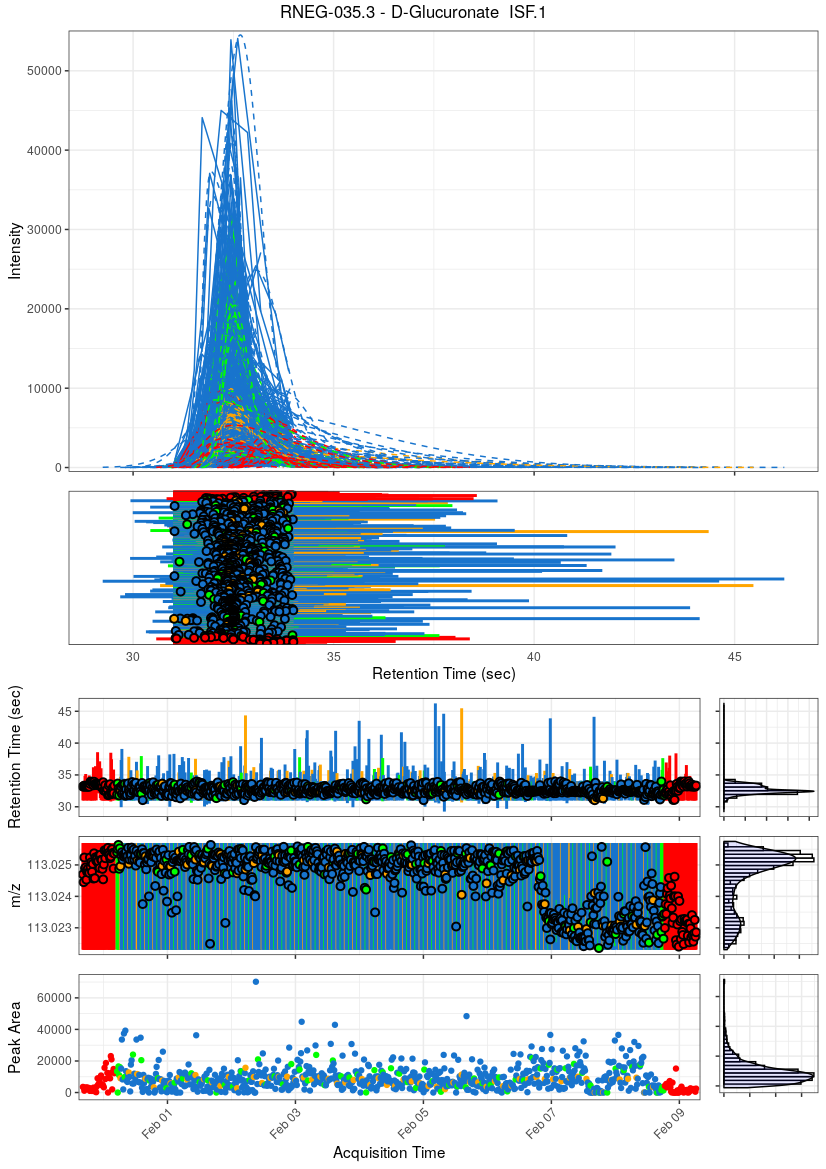 RNEG-035.3 - D-Glucuronate  ISF.1
Intensity
50000
40000
30000
20000
10000
0
30
35
40
45
Retention Time (sec)
Retention Time (sec)
45
40
35
30
m/z
113.025
113.024
113.023
Peak Area
60000
40000
20000
0
Feb 01
Feb 03
Feb 05
Feb 07
Feb 09
Acquisition Time